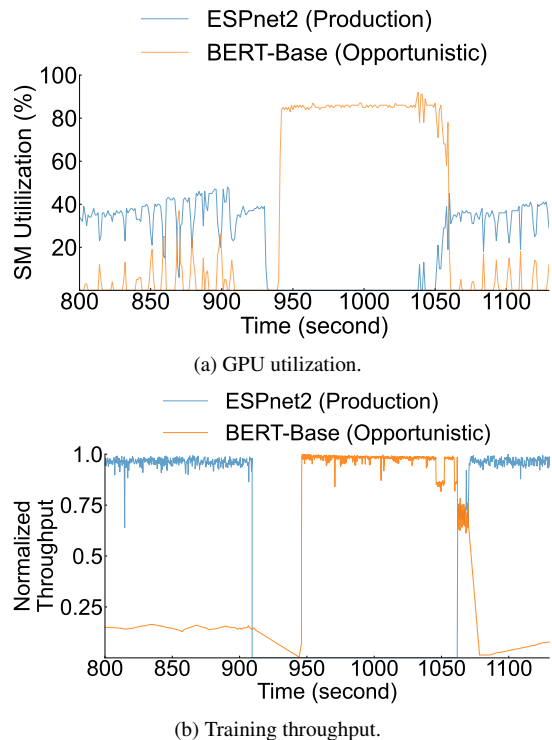 ESPnet2 (Production)
BERT-Base (Opportunistic)
SM Utililization (%)
100
80
60
40
20
800 850 900 950 1000 1050 1100
Time (second)
(a) GPU utilization.
ESPnet2 (Production)
BERT-Base (Opportunistic)
Normalized
Throughput
1.0
0.75
0.50
0.25
800 850 900 950 1000 1050 1100
Time (second)
(b) Training throughput.